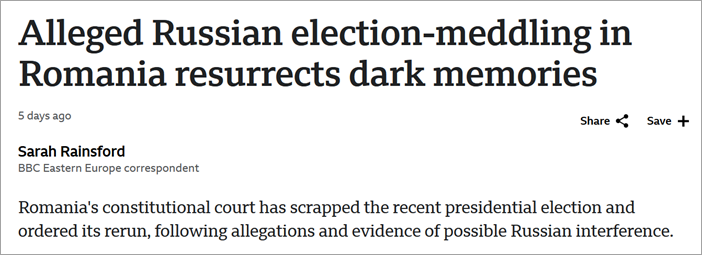 Alleged Russian election-meddling in
Romania resurrects dark memories
5 days ago
Share
Save
Sarah Rainsford
BBC Eastern Europe correspondent
Romania's constitutional court has scrapped the recent presidential election and
ordered its rerun, following allegations and evidence of possible Russian interference.